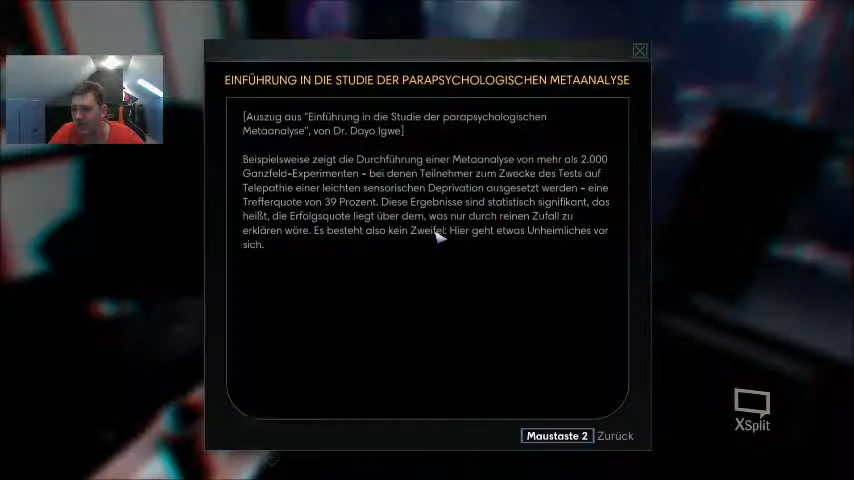 EINFÜHRUNG IN DIE STUDIE DER PARAPSYCHOLOGISCHEN METAANALYSE
[Auszug aus "Einführung in die Studie der parapsychologischen
Metaanalyse", von Dr. Dayo Igwe]
Beispielsweise zeigt die Durchführung einer Metaanalyse von mehr als 2.000
Ganzfeld-Experimenten - bei denen Teilnehmer zum Zwecke des Tests auf
Telepathie einer leichten sensorischen Deprivation ausgesetzt werden - eine
Trefferquote von 39 Prozent. Diese Ergebnisse sind statistisch signifikant, das
heißt, die Erfolgsquote liegt über dem, was nur durch reinen Zufall zu
erklären wäre. Es besteht also kein Zweifel: Hier geht etwas Unheimliches vor
sich.
Maustaste 2 Zurück
XSplit